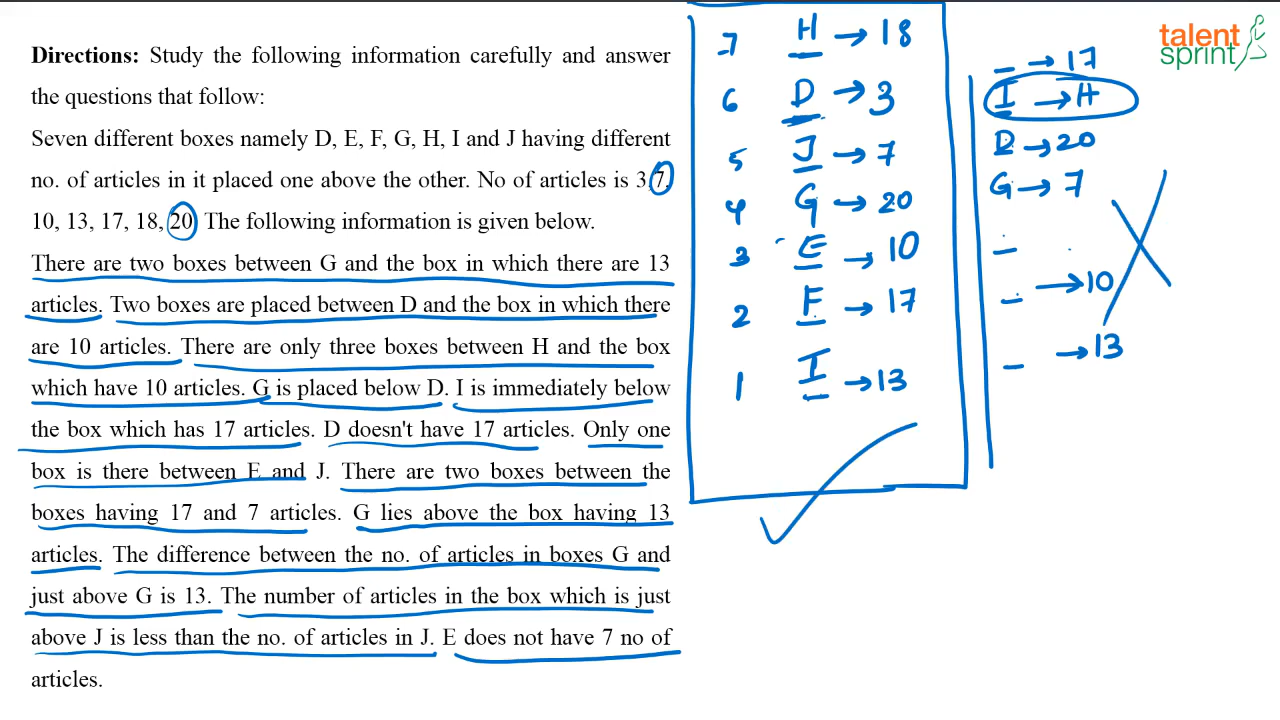 Directions: Study the following information carefully and answer
the questions that follow:
Seven different boxes namely D, E, F, G, H, I and J having different
no. of articles in it placed one above the other. No of articles is 3,7,
10, 13, 17, 18, 20. The following information is given below.
There are two boxes between G and the box in which there are 13
articles. Two boxes are placed between D and the box in which there
are 10 articles. There are only three boxes between H and the box
which have 10 articles. G is placed below D. I is immediately below
the box which has 17 articles. D doesn't have 17 articles. Only one
box is there between E and J. There are two boxes between the
boxes having 17 and 7 articles. G lies above the box having 13
articles. The difference between the no. of articles in boxes G and
just above G is 13. The number of articles in the box which is just
above J is less than the no. of articles in J. E does not have 7 no of
articles.
7 H → 18
6 D → 3
5 J → 7
4 G → 20
3 E → 10
2 F → 17
1 I → 13
_ → 17
I → H
D → 20
G → 7
_
_ → 10
_ → 13
talent
sprint